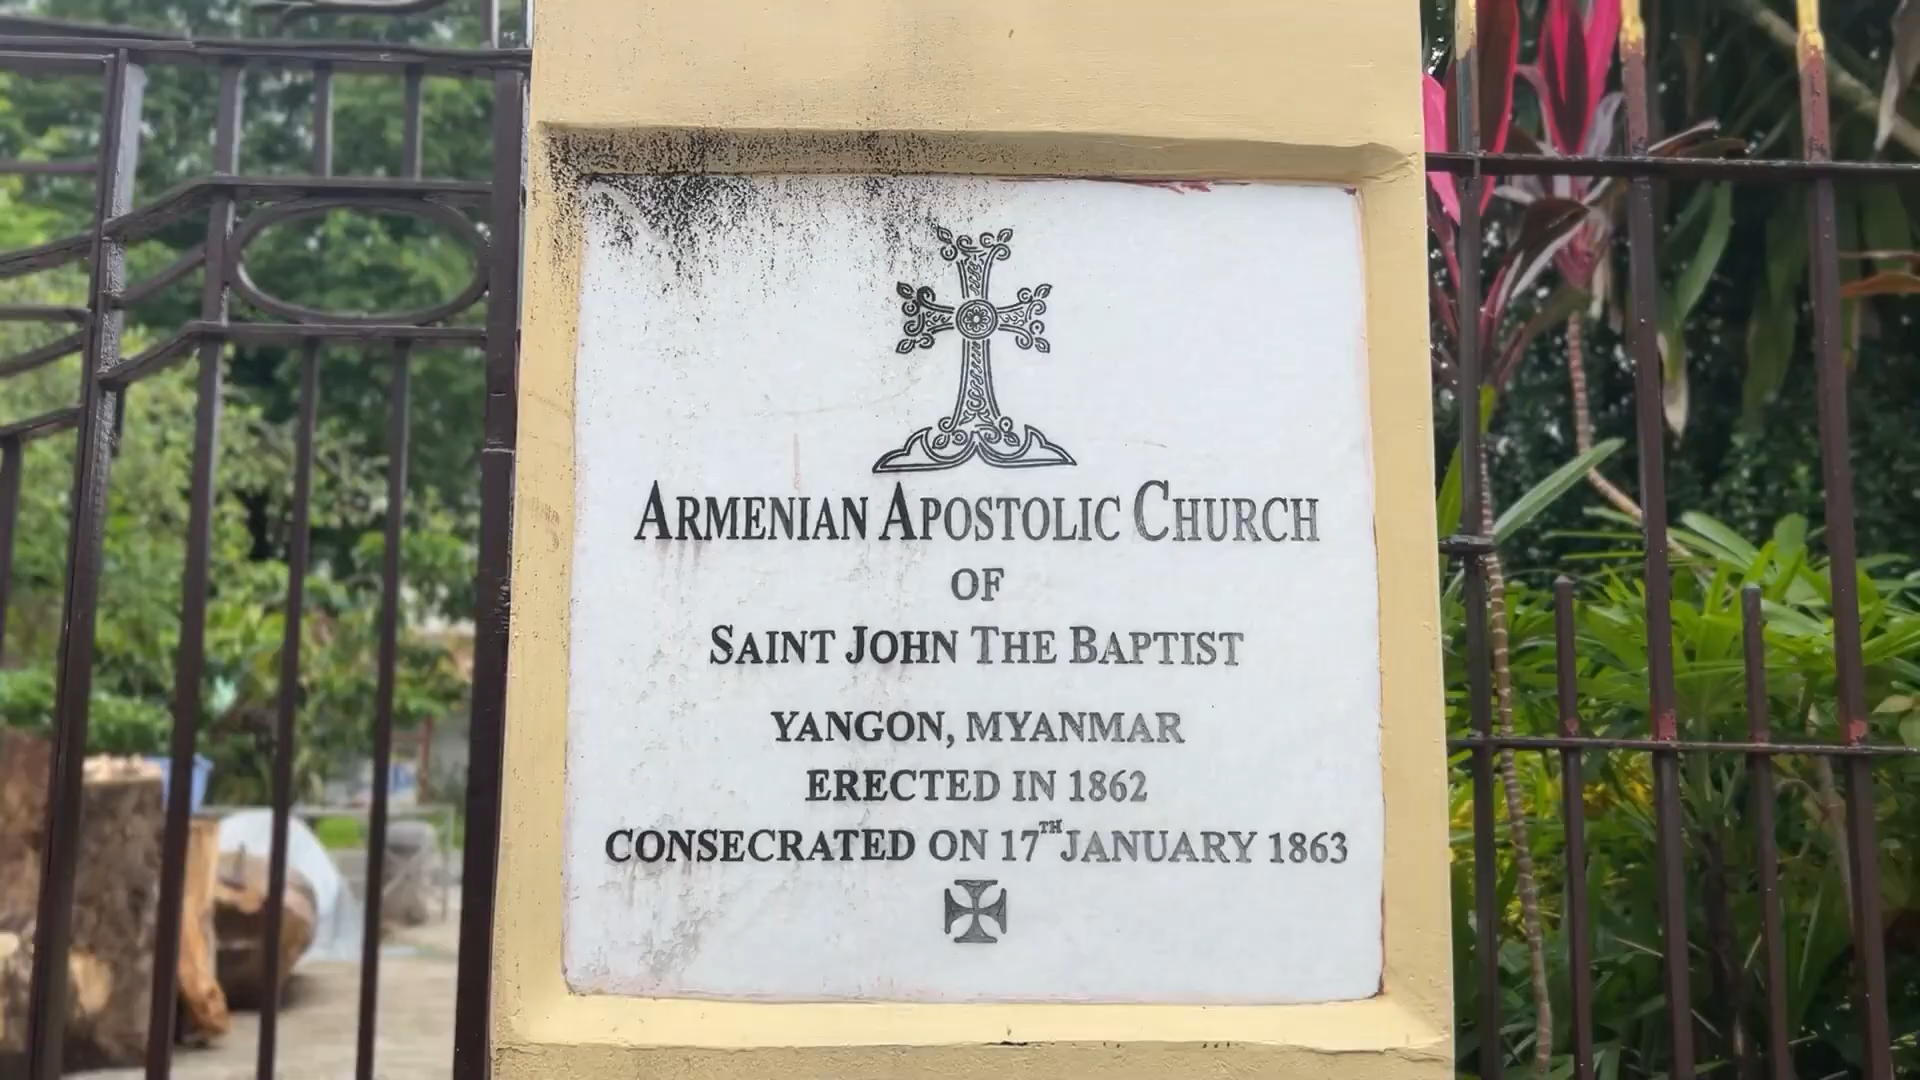 ARMENIAN APOSTOLIC CHURCH
OF
SAINT JOHN THE BAPTIST
YANGON, MYANMAR
ERECTED IN 1862
CONSECRATED ON 17TH JANUARY 1863